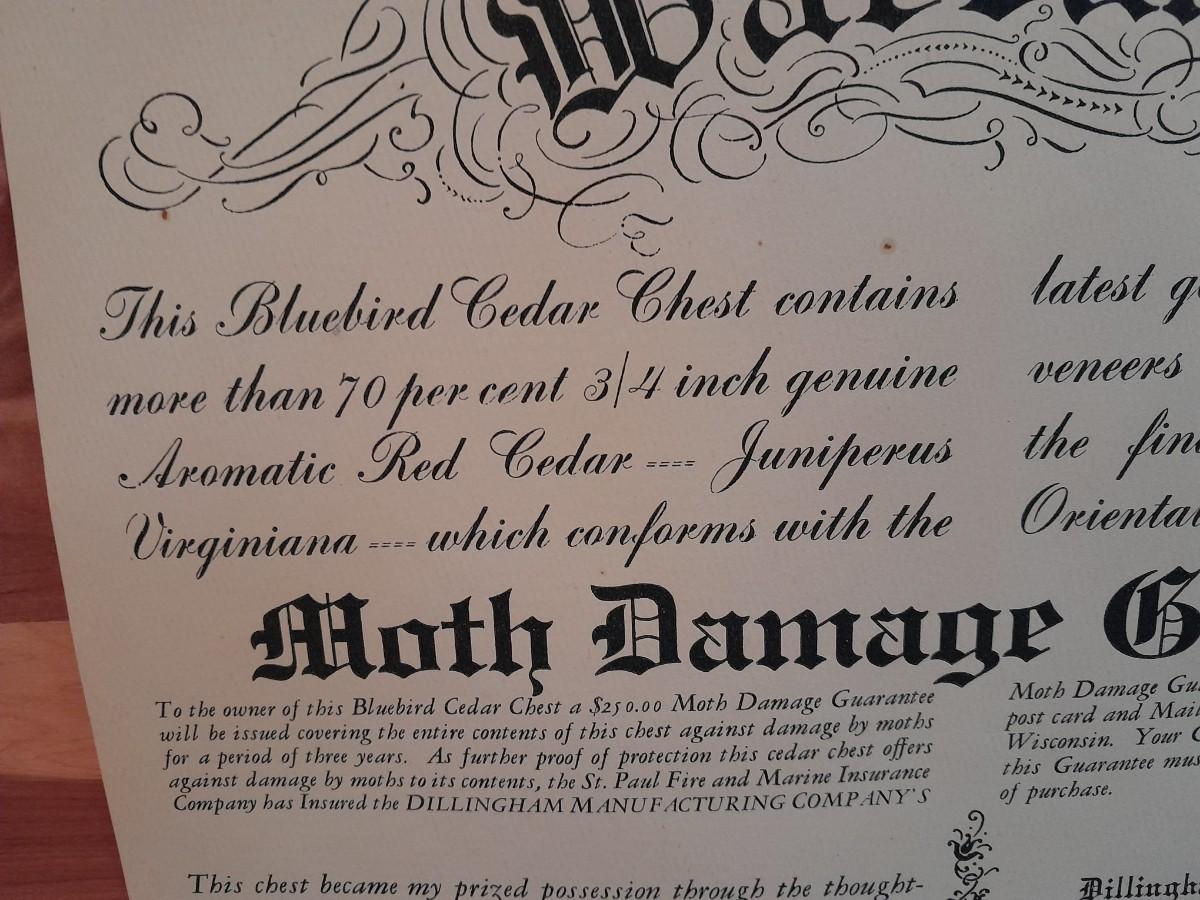 This Bluebird Cedar Chest contains
more than 70 per cent 3/4 inch genuine
Aromatic Red Cedar ---- Juniperus
Virginiana ---- which conforms with the
latest
veneers
the
Moth Damage
To the owner of this Bluebird Cedar Chest a $250.00 Moth Damage Guarantee
will be issued covering the entire contents of this chest against damage by moths
for a period of three years. As further proof of protection this cedar chest offers
against damage by moths to its contents, the St. Paul Fire and Marine Insurance
Company has Insured the DILLINGHAM MANUFACTURING COMPANY'S
Moth Damage
post card and Mail
Wisconsin. Your
this Guarantee
of purchase.
This chest became my prized possession through the thought-